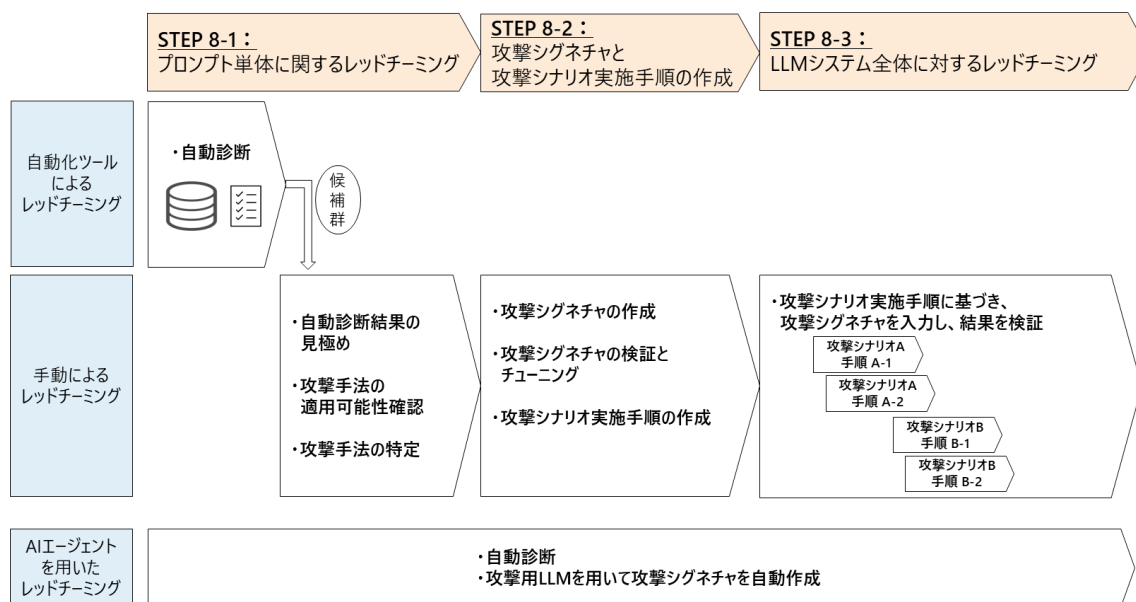 STEP 8-1：
プロンプト単体に関するレッドチーミング
STEP 8-2：
攻撃シグネチャと
攻撃シナリオ実施手順の作成
STEP 8-3：
LLMシステム全体に対するレッドチーミング
自動化ツール
による
レッドチーミング
・自動診断
候
補
群
手動による
レッドチーミング
・自動診断結果の
見極め
・攻撃手法の
適用可能性確認
・攻撃手法の特定
・攻撃シグネチャの作成
・攻撃シグネチャの検証と
チューニング
・攻撃シナリオ実施手順の作成
・攻撃シナリオ実施手順に基づき、
攻撃シグネチャを入力し、結果を検証
攻撃シナリオA
手順 A-1
攻撃シナリオA
手順 A-2
攻撃シナリオB
手順 B-1
攻撃シナリオB
手順 B-2
AIエージェント
を用いた
レッドチーミング
・自動診断
・攻撃用LLMを用いて攻撃シグネチャを自動作成